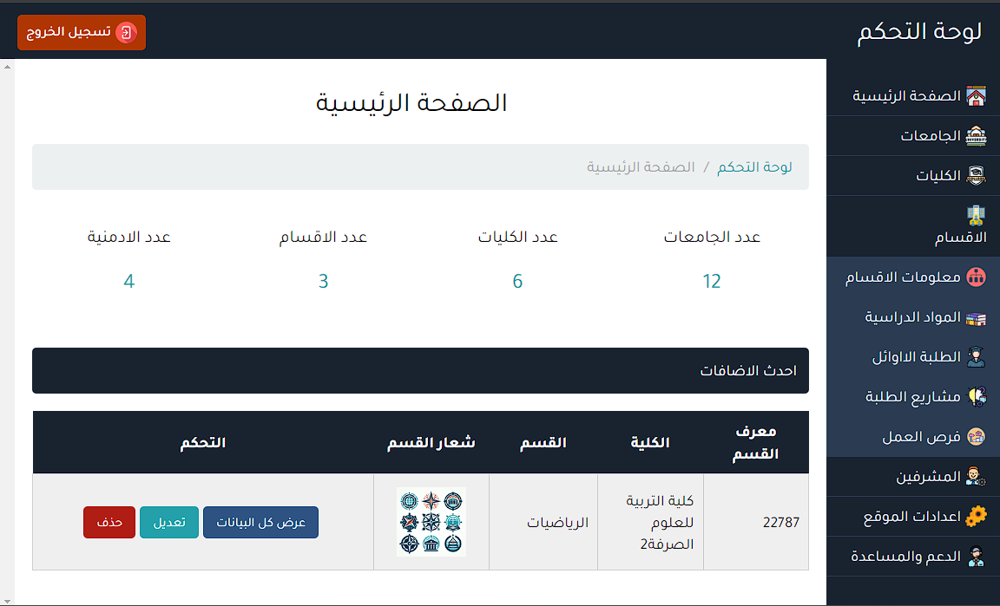 لوحة التحكم
تسجيل الخروج
الصفحة الرئيسية
الجامعات
الكليات
الاقسام
معلومات الاقسام
المواد الدراسية
الطلبة الااوائل
مشاريع الطلبة
فرص العمل
المشرفين
اعدادات الموقع
الدعم والمساعدة
الصفحة الرئيسية
لوحة التحكم / الصفحة الرئيسية
عدد الجامعات عدد الكليات عدد الاقسام عدد الادمنية
12 6 3 4
احدث الاضافات
معرف
القسم
الكلية
القسم
شعار القسم
التحكم
22787
كلية التربية
للعلوم
الصرفة2
الرياضيات
عرض كل البيانات
تعديل
حذف